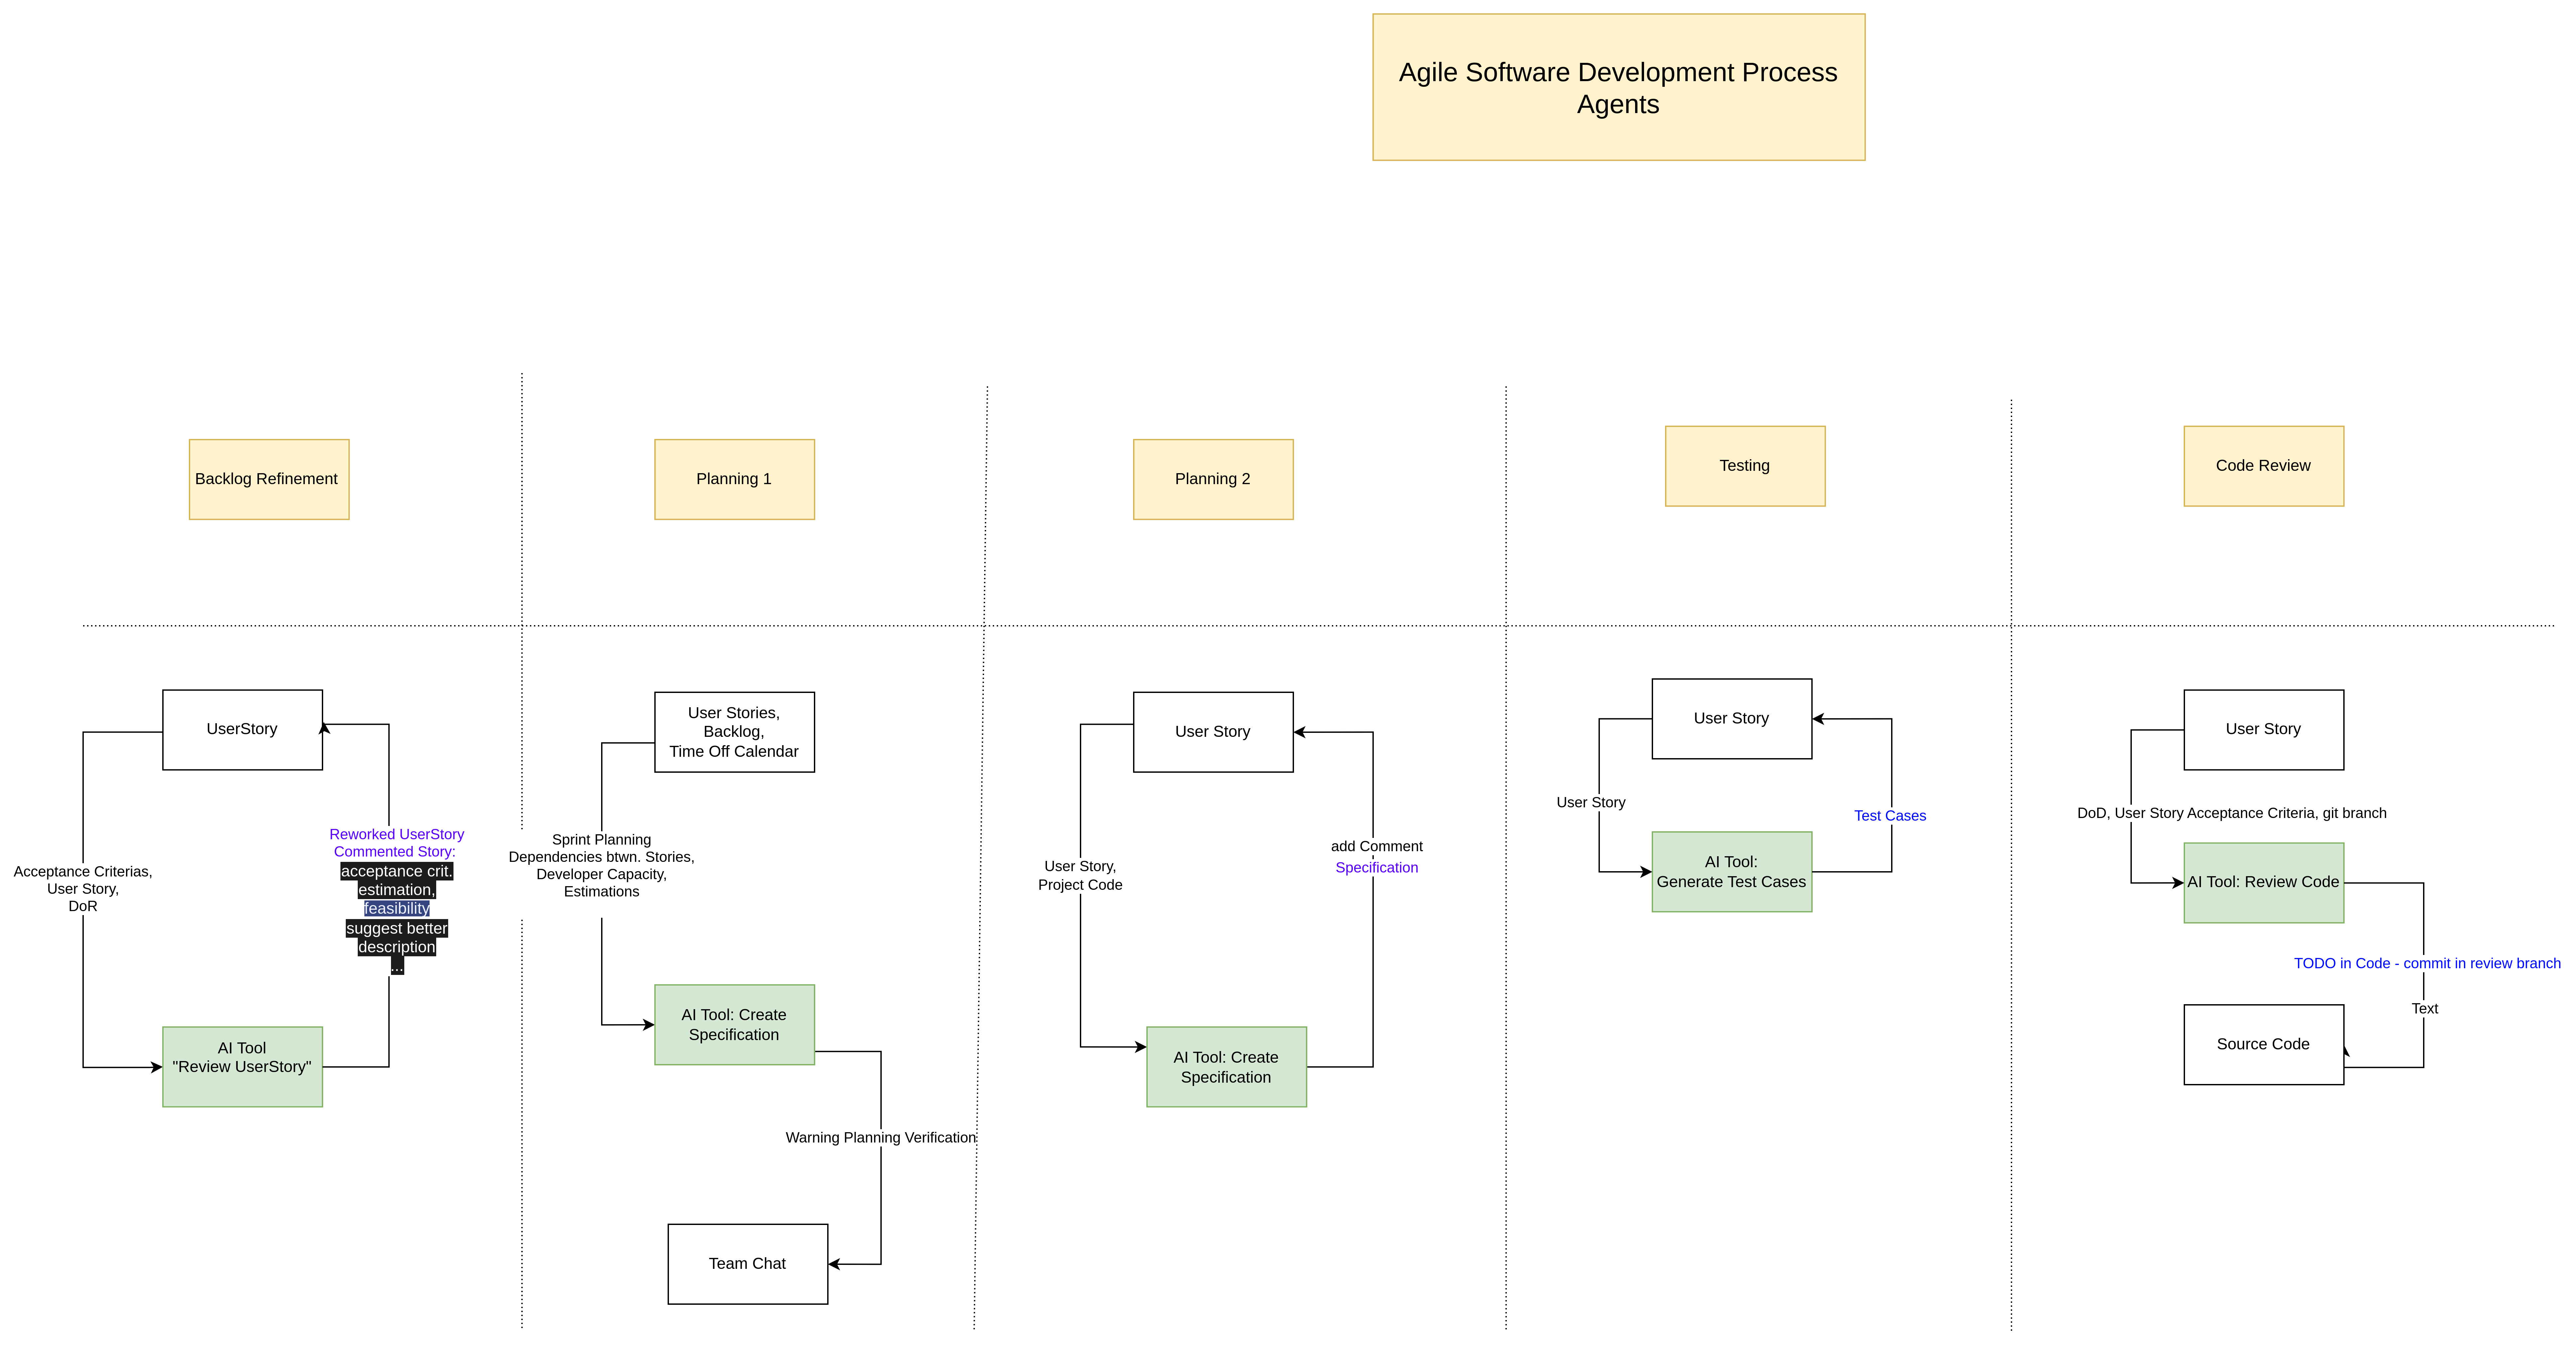 Agile Software Development Process
Agents
Backlog Refinement
Planning 1
Planning 2
Testing
Code Review
UserStory
Acceptance Criterias,
User Story,
DoR
Reworked UserStory
Commented Story:
acceptance crit.
estimation,
feasibility
suggest better
description
...
AI Tool
"Review UserStory"
User Stories,
Backlog,
Time Off Calendar
Sprint Planning
Dependencies btwn. Stories,
Developer Capacity,
Estimations
AI Tool: Create
Specification
Warning Planning Verification
Team Chat
User Story
User Story,
Project Code
add Comment
Specification
AI Tool: Create
Specification
User Story
User Story
Test Cases
AI Tool:
Generate Test Cases
User Story
DoD, User Story Acceptance Criteria, git branch
AI Tool: Review Code
TODO in Code - commit in review branch
Text
Source Code